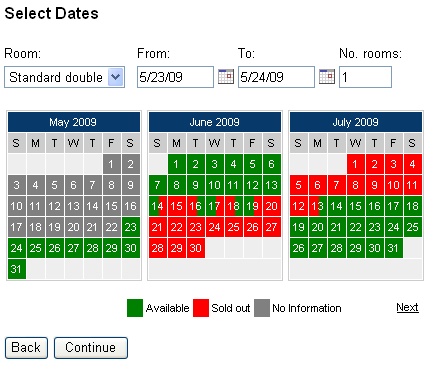 Select Dates
Room: From: To: No. rooms:
Standard double 5/23/09 5/24/09 1
May 2009 June 2009 July 2009
S M T W T F S S M T W T F S S M T W T F S
1 2 1 2 3 4 5 6 1 2 3 4
3 4 5 6 7 8 9 7 8 9 10 11 12 13 5 6 7 8 9 10 11
10 11 12 13 14 15 16 14 15 16 17 18 19 20 12 13 14 15 16 17 18
17 18 19 20 21 22 23 21 22 23 24 25 26 27 19 20 21 22 23 24 25
24 25 26 27 28 29 30 28 29 30 26 27 28 29 30 31
31
Available Sold out No Information Next
Back Continue